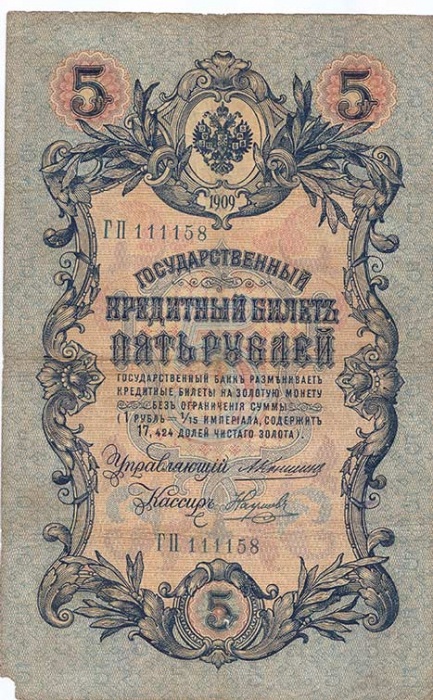 5 5
1909
ГП 111158
ГОСУДАРСТВЕННЫЙ
КРЕДИТНЫЙ БИЛЕТЪ
ПЯТЬ РУБЛЕЙ
ГОСУДАРСТВЕННЫЙ БАНКЪ РАЗМѢНИВАЕТЪ
КРЕДИТНЫЕ БИЛЕТЫ НА ЗОЛОТУЮ МОНЕТУ
БЕЗЪ ОГРАНИЧЕНІЯ СУММЫ
(1 РУБЛЬ = 1/15 ИМПЕРІАЛА, СОДЕРЖИТЪ
17,424 ДОЛЕЙ ЧИСТАГО ЗОЛОТА).
Управляющій
Кассиръ
ГП 111158
5